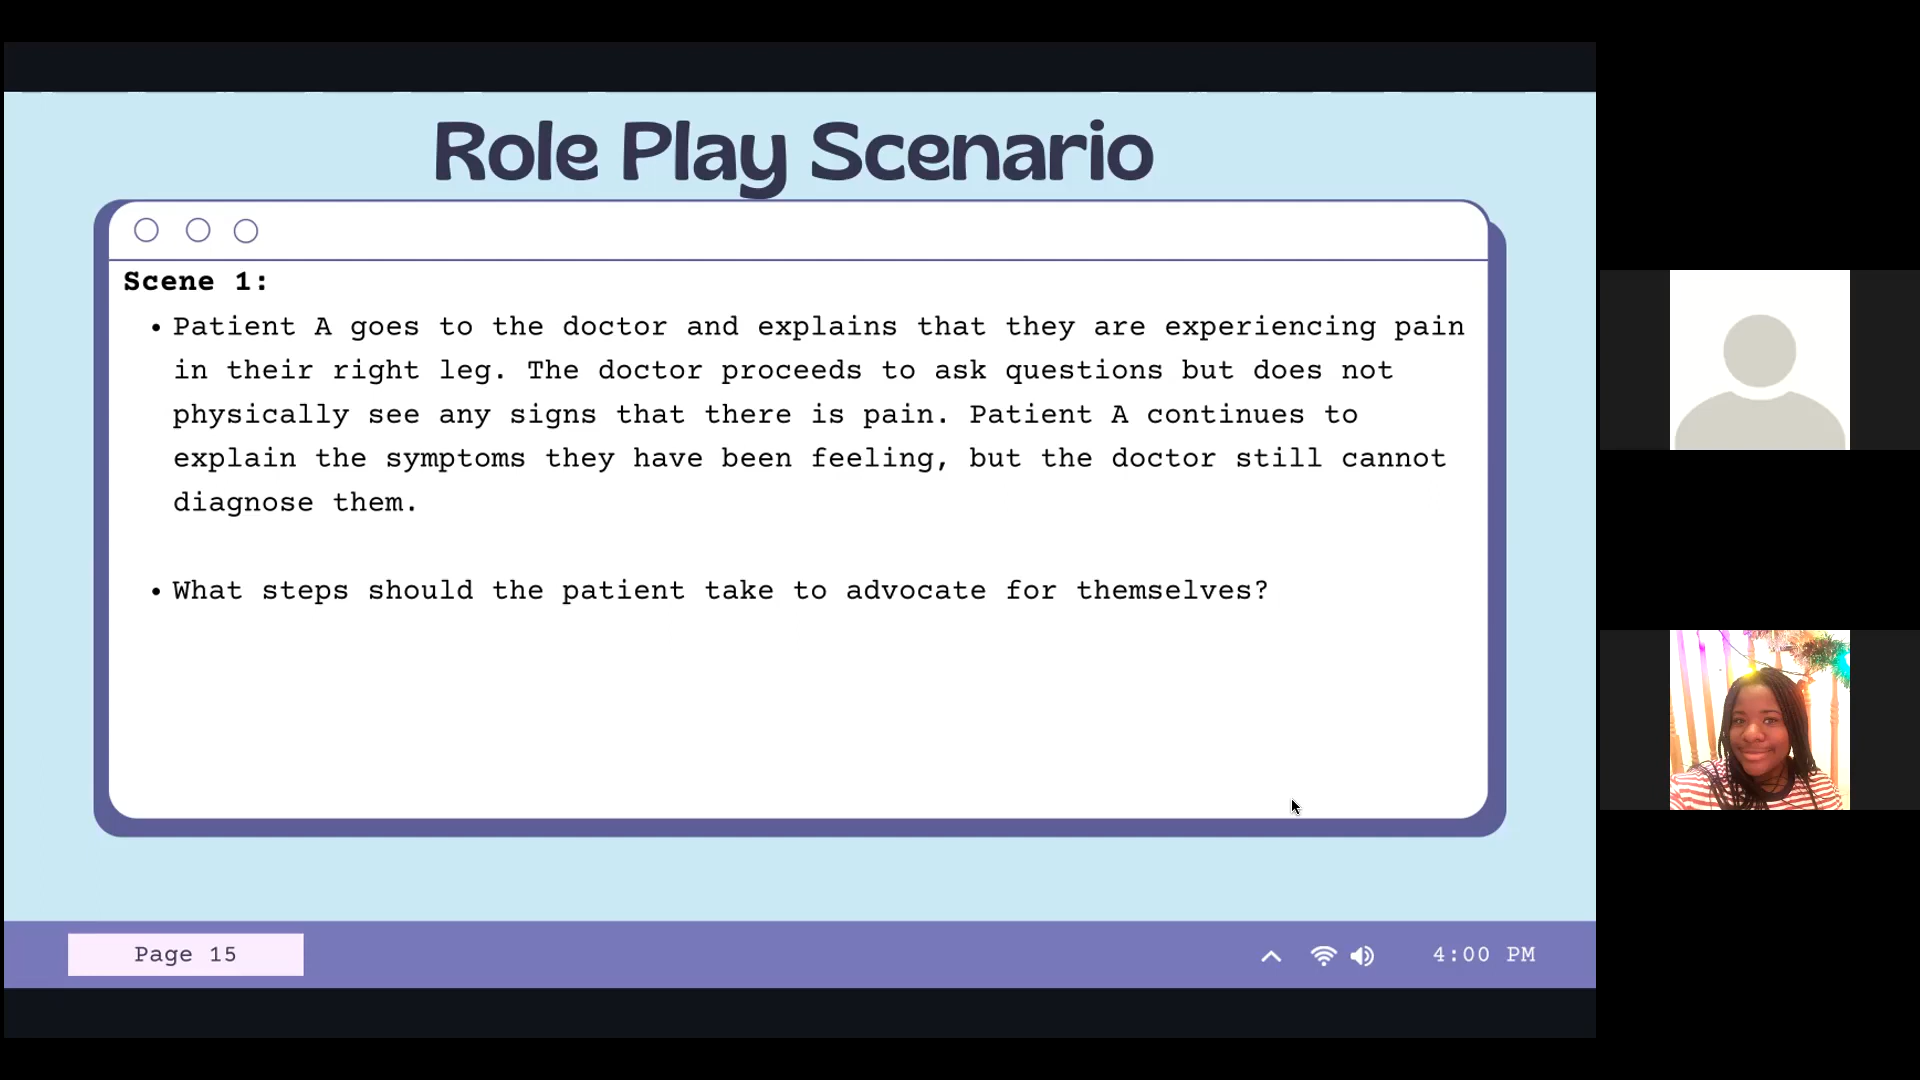 Role Play Scenario
Scene 1:
• Patient A goes to the doctor and explains that they are experiencing pain
in their right leg. The doctor proceeds to ask questions but does not
physically see any signs that there is pain. Patient A continues to
explain the symptoms they have been feeling, but the doctor still cannot
diagnose them.
• What steps should the patient take to advocate for themselves?
Page 15
4:00 PM